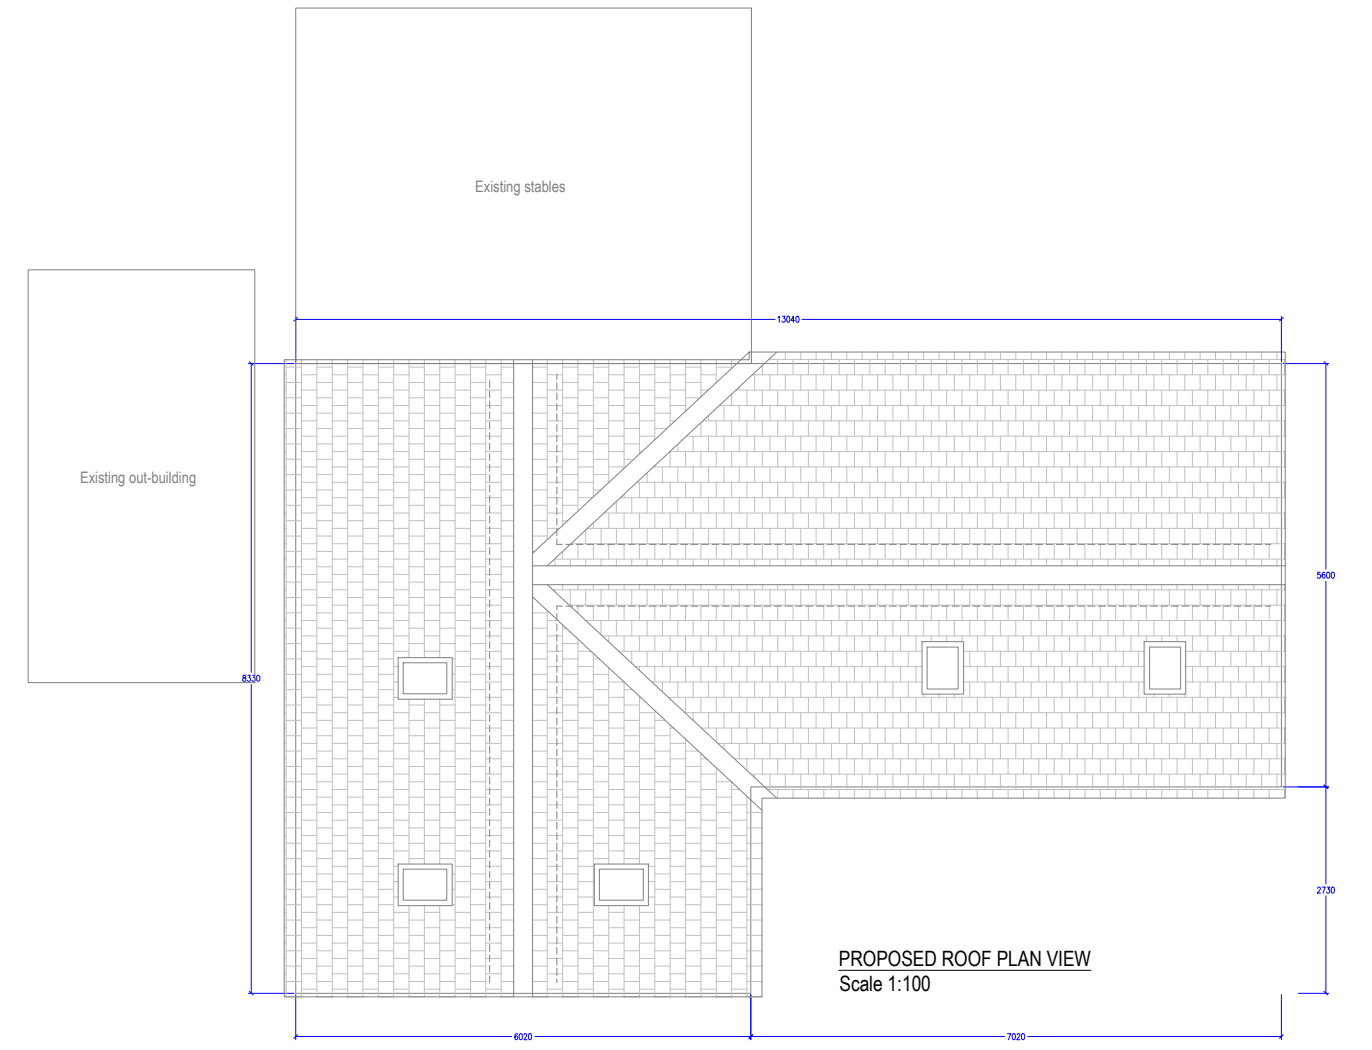 Existing stables
13040
Existing out-building
5600
8330
2730
PROPOSED ROOF PLAN VIEW
Scale 1:100
6020
7020